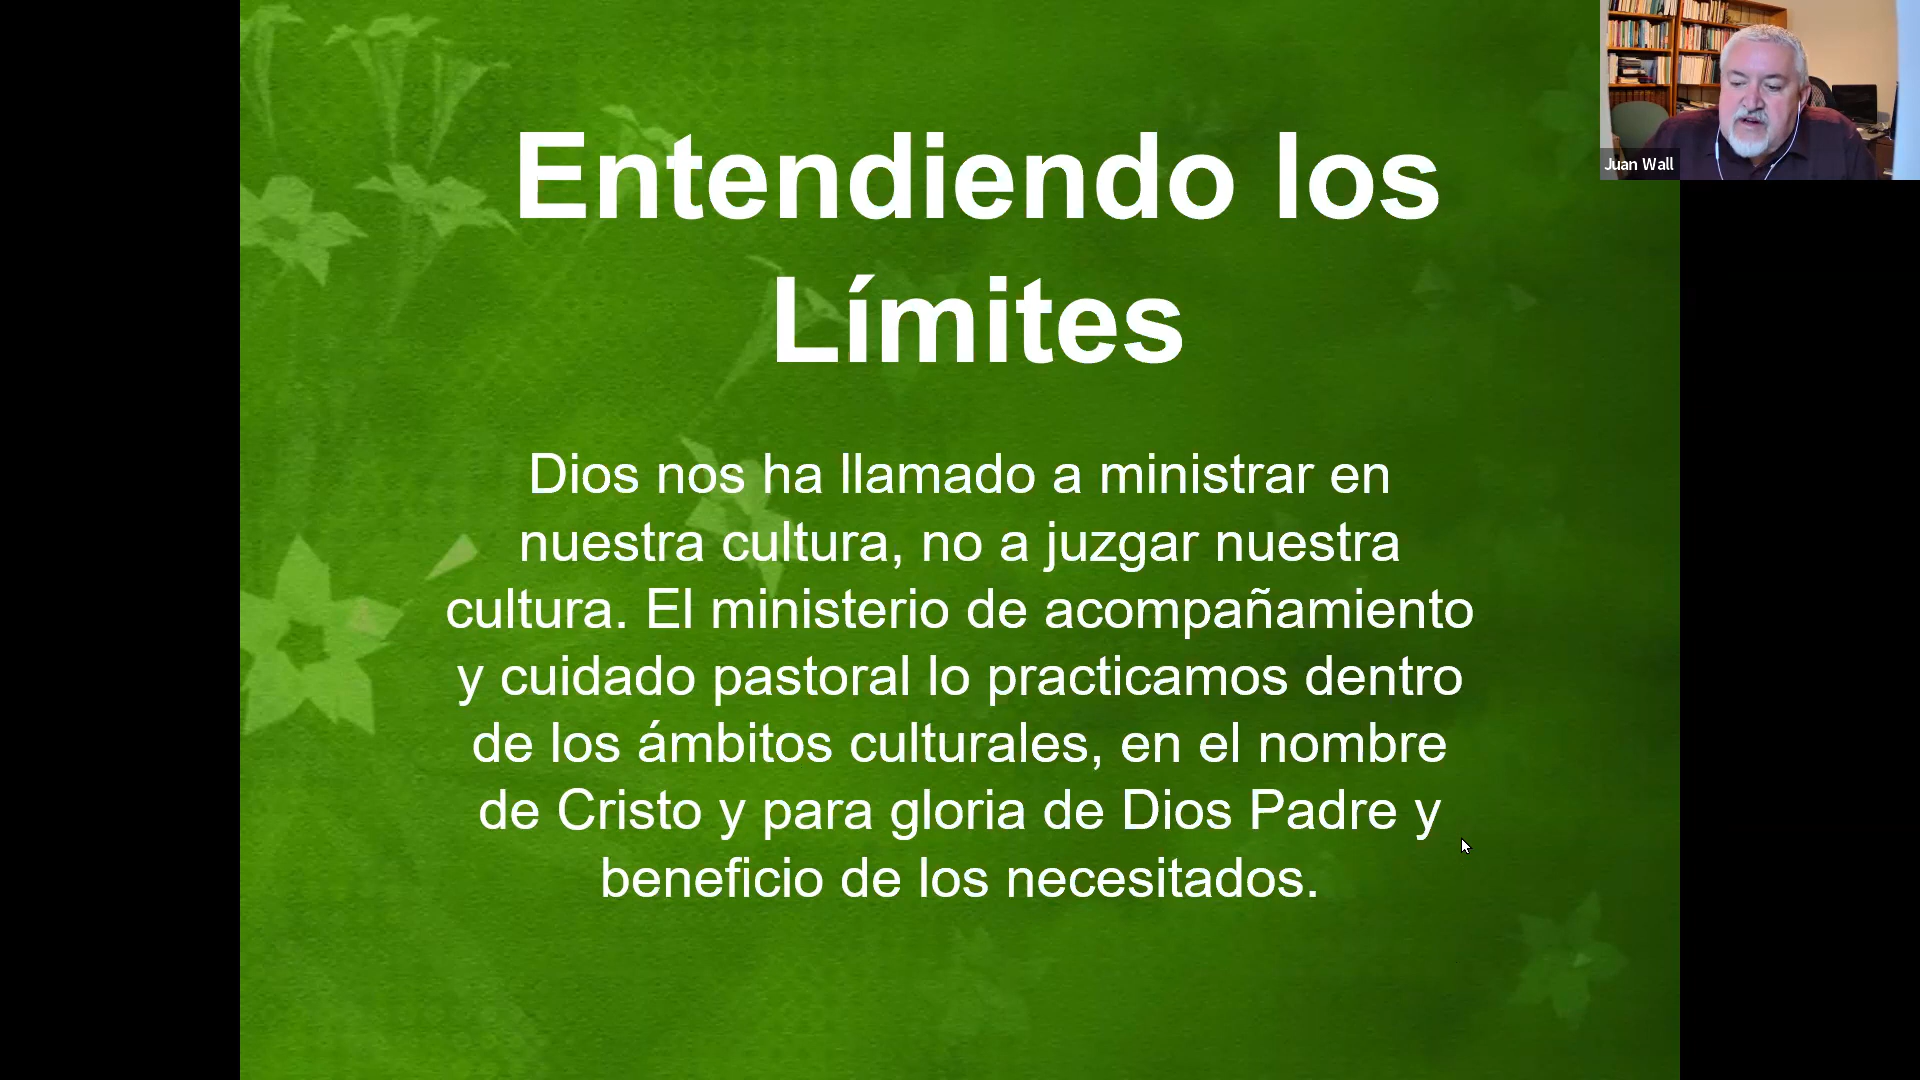 Entendiendo los
Límites
Dios nos ha llamado a ministrar en
nuestra cultura, no a juzgar nuestra
cultura. El ministerio de acompañamiento
y cuidado pastoral lo practicamos dentro
de los ámbitos culturales, en el nombre
de Cristo y para gloria de Dios Padre y
beneficio de los necesitados.
Juan Wall